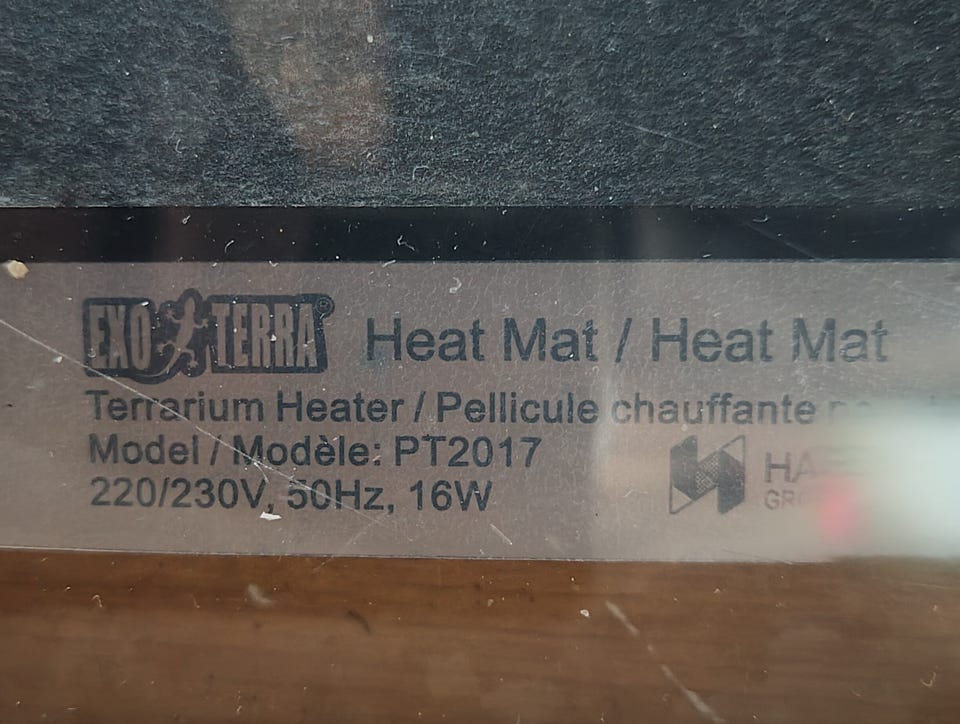 EXO TERRA® Heat Mat / Heat Mat
Terrarium Heater / Pellicule chauffante
Model / Modèle: PT2017
220/230V, 50Hz, 16W